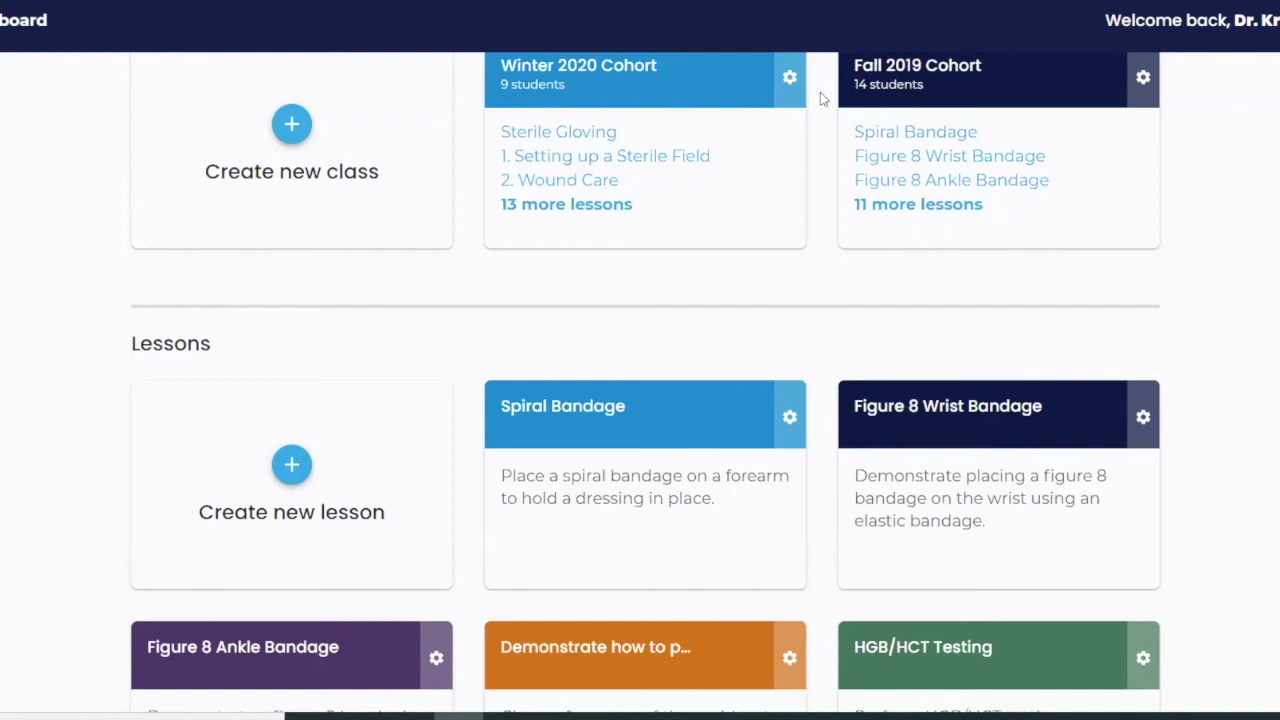 board
Welcome back, Dr. Kr
Winter 2020 Cohort
9 students
Fall 2019 Cohort
14 students
Create new class
Sterile Gloving
1. Setting up a Sterile Field
2. Wound Care
13 more lessons
Spiral Bandage
Figure 8 Wrist Bandage
Figure 8 Ankle Bandage
11 more lessons
Lessons
Create new lesson
Spiral Bandage
Place a spiral bandage on a forearm
to hold a dressing in place.
Figure 8 Wrist Bandage
Demonstrate placing a figure 8
bandage on the wrist using an
elastic bandage.
Figure 8 Ankle Bandage
Demonstrate how to p...
HGB/HCT Testing